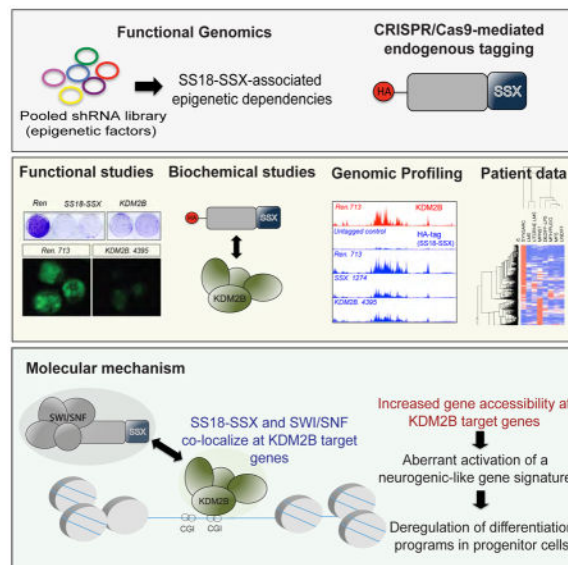 Functional Genomics
Pooled shRNA library
(epigenetic factors)
SS18-SSX-associated
epigenetic dependencies
CRISPR/Cas9-mediated
endogenous tagging
HA
SSX
Functional studies
Ren
SS18-SSX
KDM2B
Ren. 713
KDM2B. 4395
Biochemical studies
HA
SSX
KDM2B
Genomic Profiling
Ren.713
KDM2B
Untagged control
HA-tag
(SS18-SSX)
Ren. 713
SSX. 1274
KDM2B. 4395
Patient data
Molecular mechanism
SWI/SNF
SSX
SS18-SSX and SWI/SNF
co-localize at KDM2B target
genes
KDM2B
CGI
CGI
Increased gene accessibility at
KDM2B target genes
Aberrant activation of a
neurogenic-like gene signature
Deregulation of differentiation
programs in progenitor cells